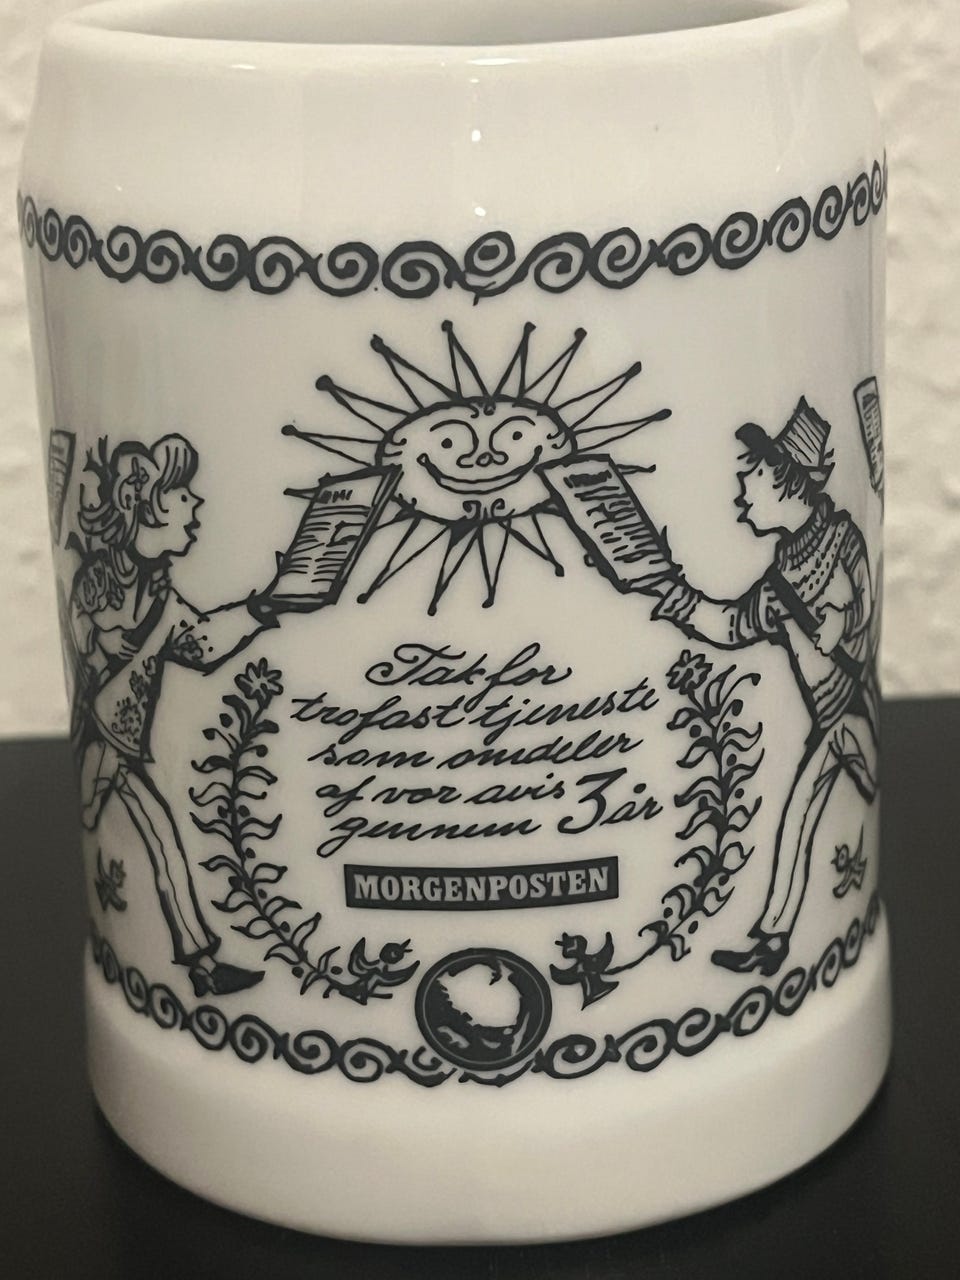 Tak for
trofast tjeneste
som omdeler
af vor avis 3 år
gennem
MORGENPOSTEN